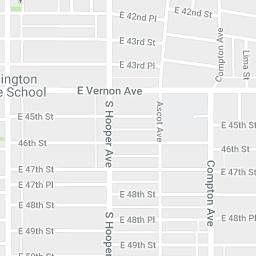 E 42nd Pl
E 42nd St
E 43rd St
Compton Ave
Lima St
E 43rd Pl
ington
e School
E Vernon Ave
S Hooper Ave
Ascot Ave
E 45th St
E 45th St
46th St
46th St
E 47th St
E 47th St
Compton Ave
E 47th Pl
E 48th St
E 48th St
S Hooper
E 48th Pl
E 48th Pl
E 49th St
E 49th St
E 50th St